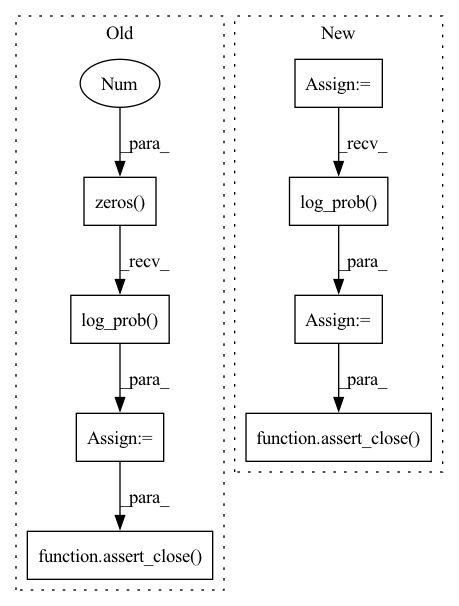 Old
Num
_para_
zeros()
_recv_
log_prob()
_para_
Assign:=
_para_
function.assert_close()
New
Assign:=
_recv_
log_prob()
_para_
Assign:=
_para_
function.assert_close()